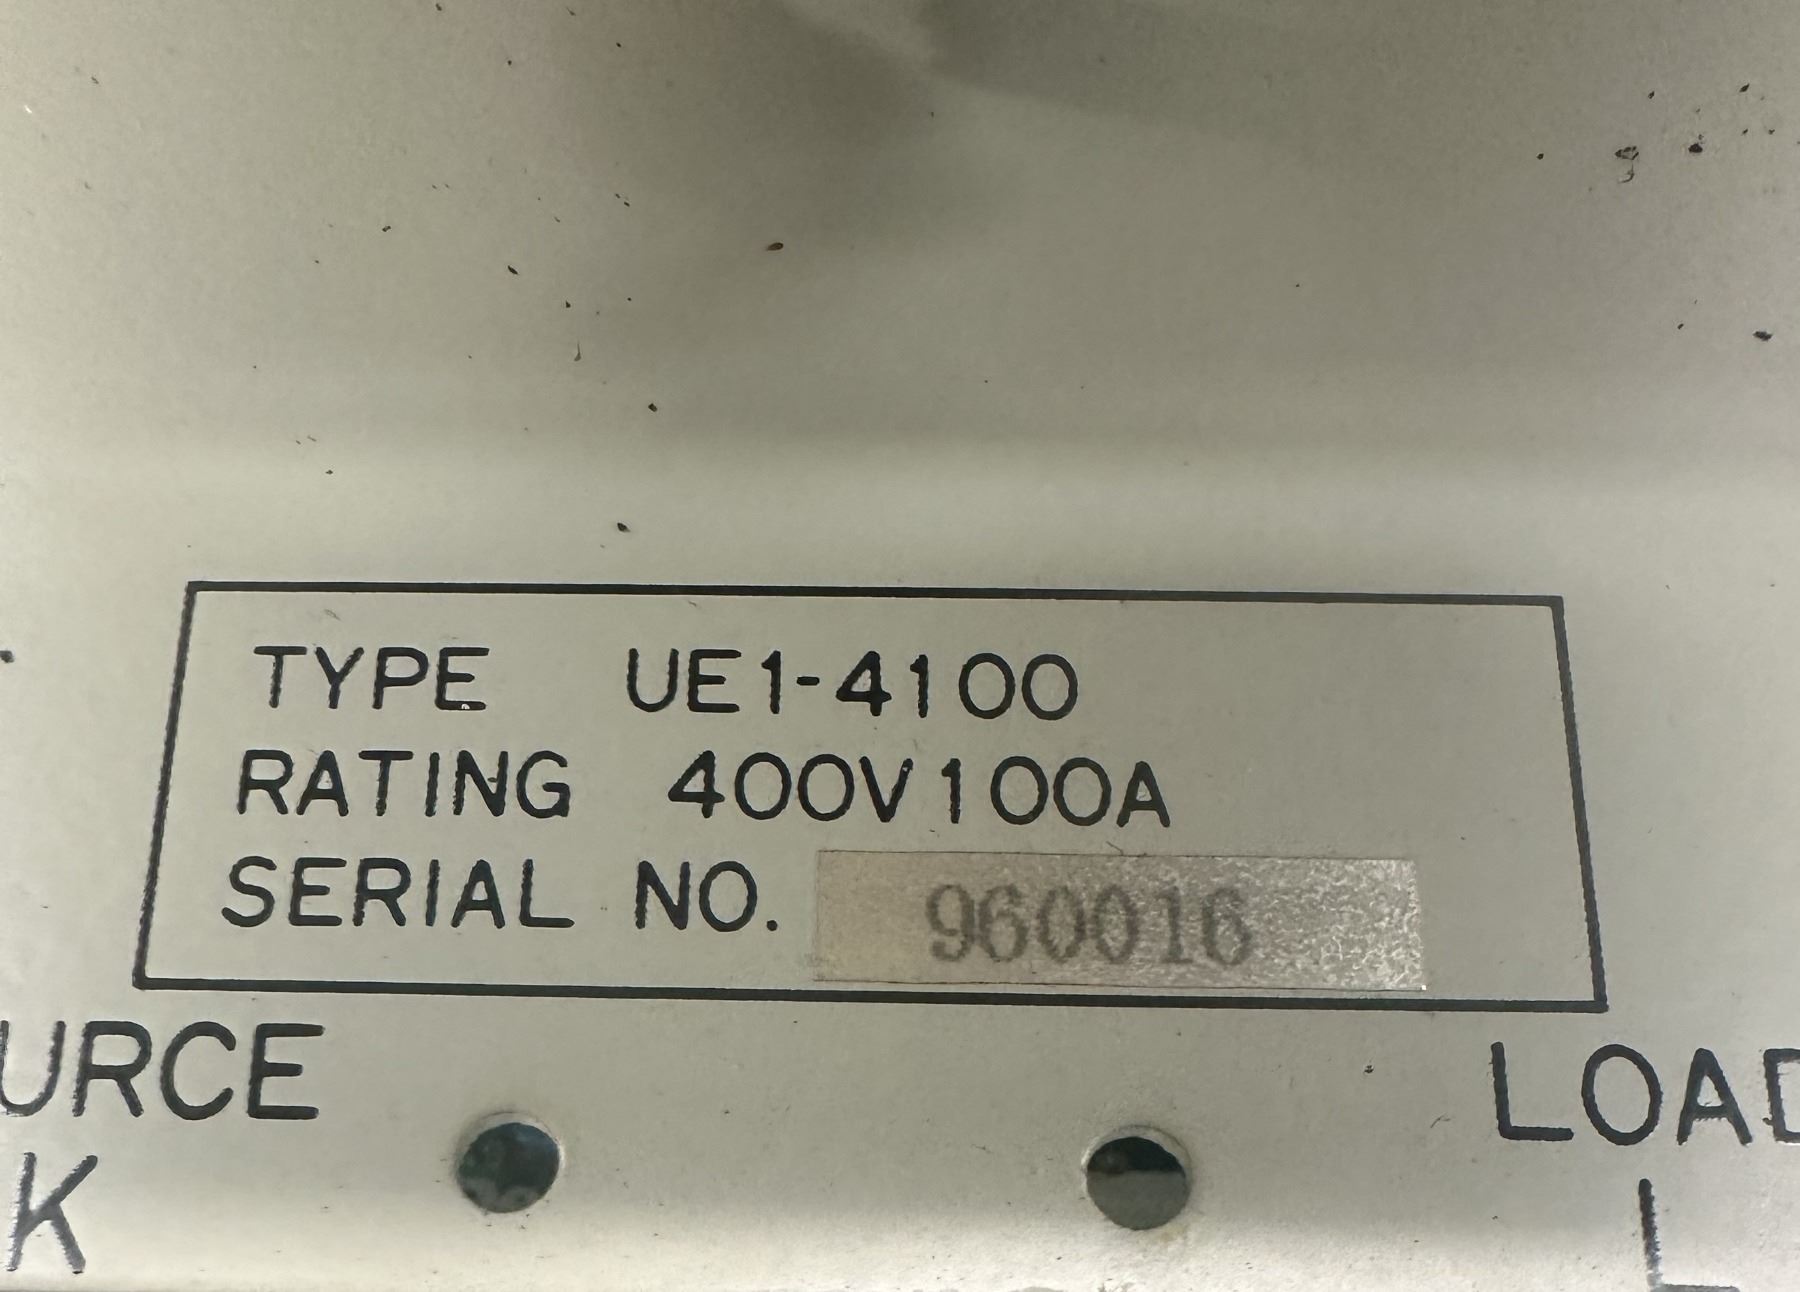 TYPE UE1-4100
RATING 400V100A
SERIAL NO. 960016
URCE LOAD
K L